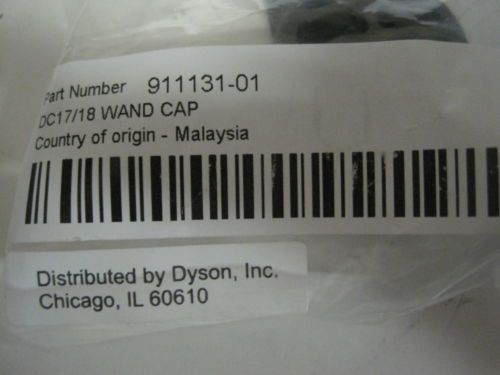 Part Number 911131-01
DC17/18 WAND CAP
Country of origin - Malaysia
Distributed by Dyson, Inc.
Chicago, IL 60610